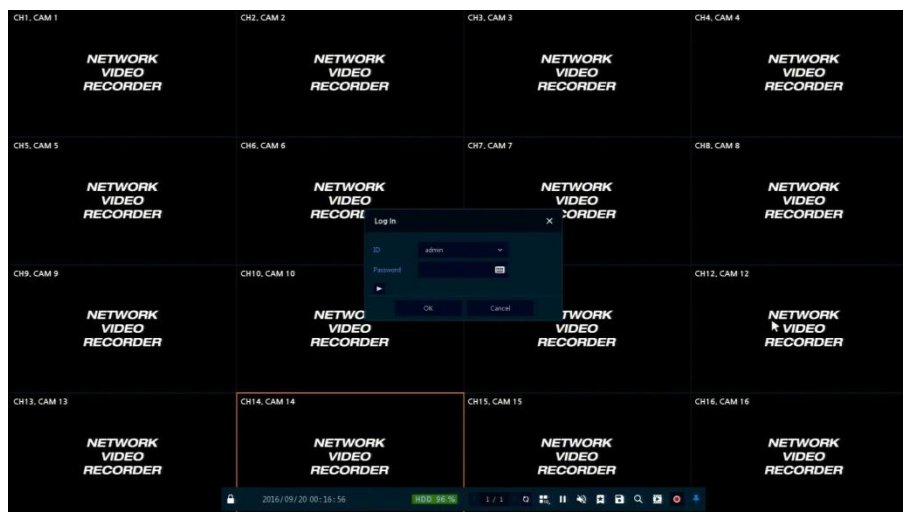 CH1, CAM 1
CH2, CAM 2
CH3, CAM 3
CH4, CAM 4
NETWORK
VIDEO
RECORDER
NETWORK
VIDEO
RECORDER
NETWORK
VIDEO
RECORDER
NETWORK
VIDEO
RECORDER
CH5, CAM 5
CH6, CAM 6
CH7, CAM 7
CH8, CAM 8
NETWORK
VIDEO
RECORDER
NETWORK
VIDEO
RECOR
NETWORK
VIDEO
CORDER
NETWORK
VIDEO
RECORDER
Log In
ID
admin
Password
OK
Cancel
CH9, CAM 9
CH10, CAM 10
CH12, CAM 12
NETWORK
VIDEO
RECORDER
NETWO
VIDEO
RECORDER
TWORK
VIDEO
RECORDER
NETWORK
VIDEO
RECORDER
CH13, CAM 13
CH14, CAM 14
CH15, CAM 15
CH16, CAM 16
NETWORK
VIDEO
RECORDER
NETWORK
VIDEO
RECORDER
NETWORK
VIDEO
RECORDER
NETWORK
VIDEO
RECORDER
2016/09/20 00:16:56
HDD 96 %
1 / 1